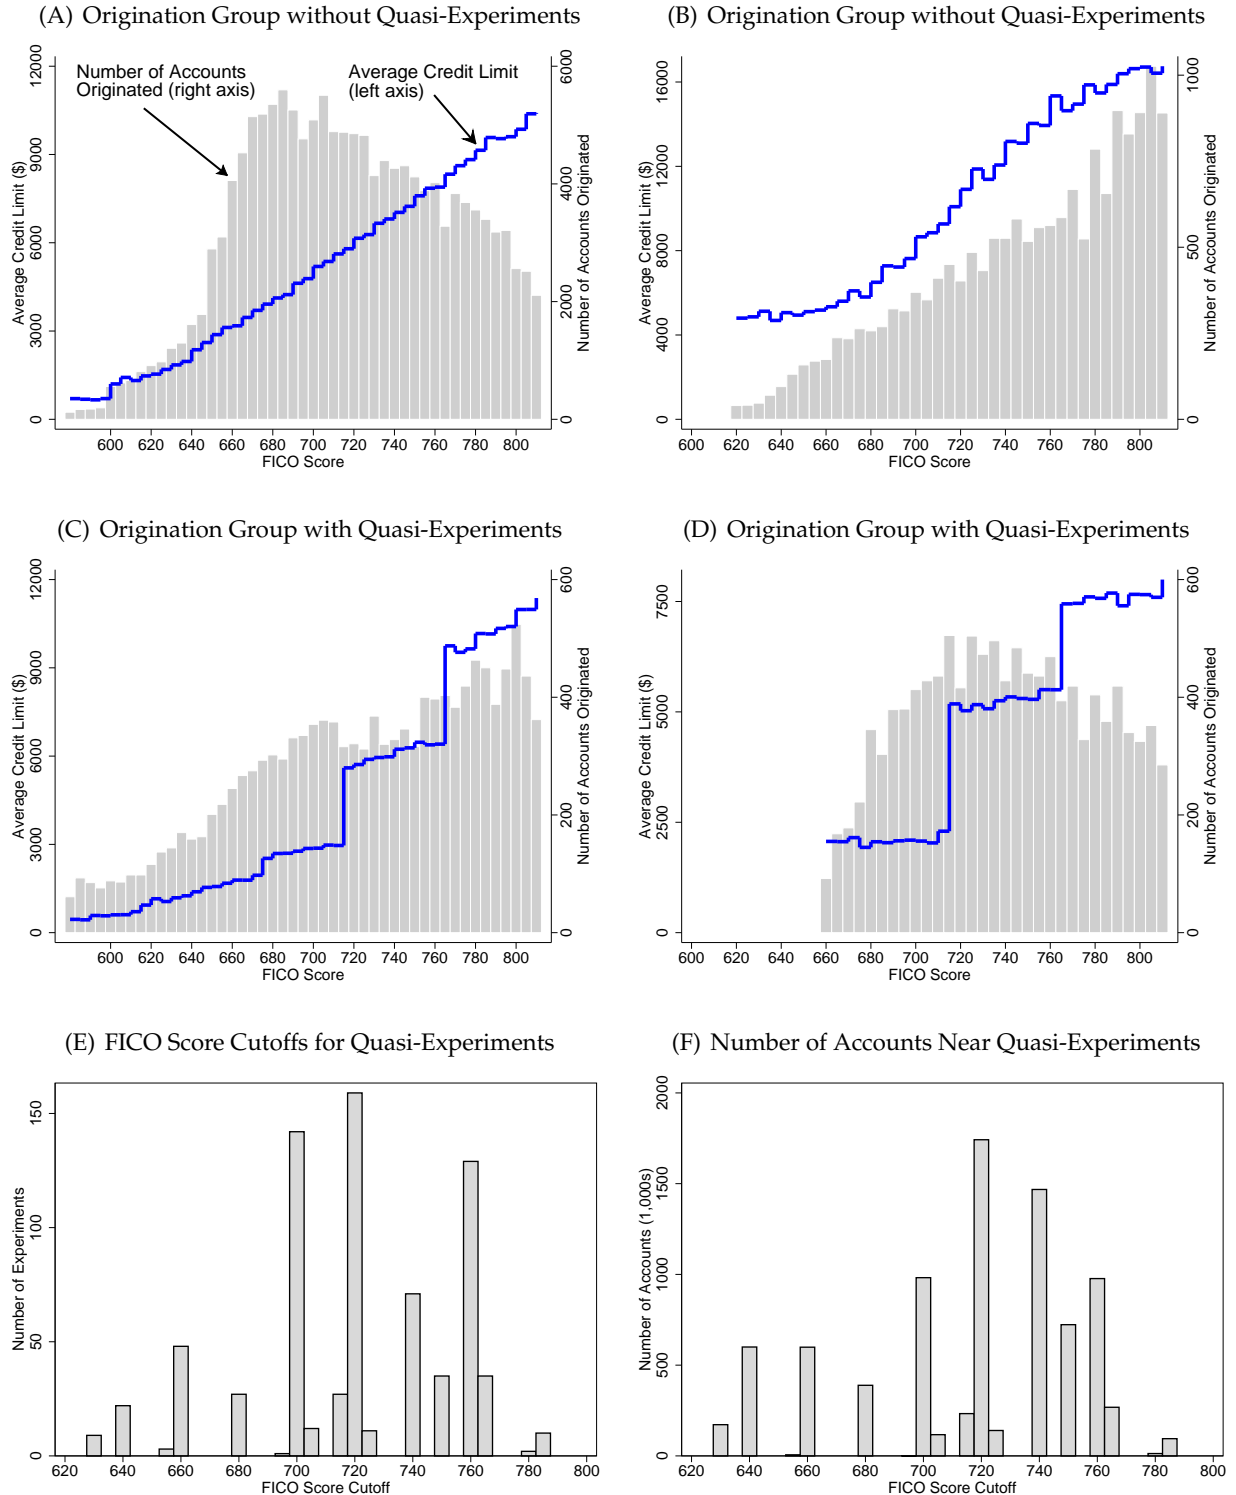 (A) Origination Group without Quasi-Experiments
Number of Accounts
Originated (right axis)
Average Credit Limit
(left axis)
Average Credit Limit ($)
0 3000 6000 9000 12000
Number of Accounts Originated
0 2000 4000 6000
600 620 640 660 680 700 720 740 760 780 800
FICO Score
(B) Origination Group without Quasi-Experiments
Average Credit Limit ($)
0 4000 8000 12000 16000
Number of Accounts Originated
0 500 1000
600 620 640 660 680 700 720 740 760 780 800
FICO Score
(C) Origination Group with Quasi-Experiments
Average Credit Limit ($)
0 3000 6000 9000 12000
Number of Accounts Originated
0 200 400 600
600 620 640 660 680 700 720 740 760 780 800
FICO Score
(D) Origination Group with Quasi-Experiments
Average Credit Limit ($)
0 2500 5000 7500
Number of Accounts Originated
0 200 400 600
600 620 640 660 680 700 720 740 760 780 800
FICO Score
(E) FICO Score Cutoffs for Quasi-Experiments
Number of Experiments
0 50 100 150
620 640 660 680 700 720 740 760 780 800
FICO Score Cutoff
(F) Number of Accounts Near Quasi-Experiments
Number of Accounts (1,000s)
0 500 1000 1500 2000
620 640 660 680 700 720 740 760 780 800
FICO Score Cutoff